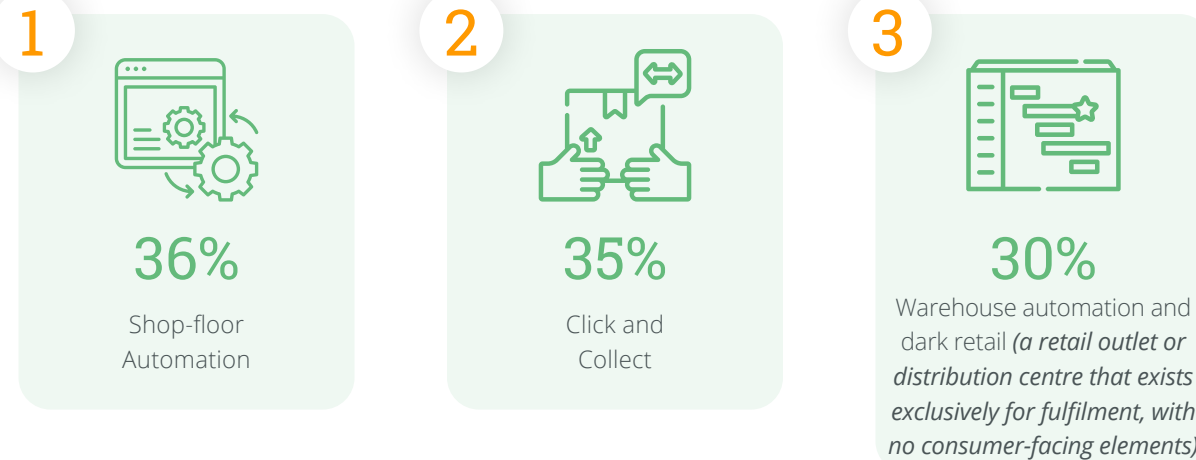 1
36%
Shop-floor
Automation
2
35%
Click and
Collect
3
30%
Warehouse automation and
dark retail (a retail outlet or
distribution centre that exists
exclusively for fulfilment, with
no consumer-facing elements)